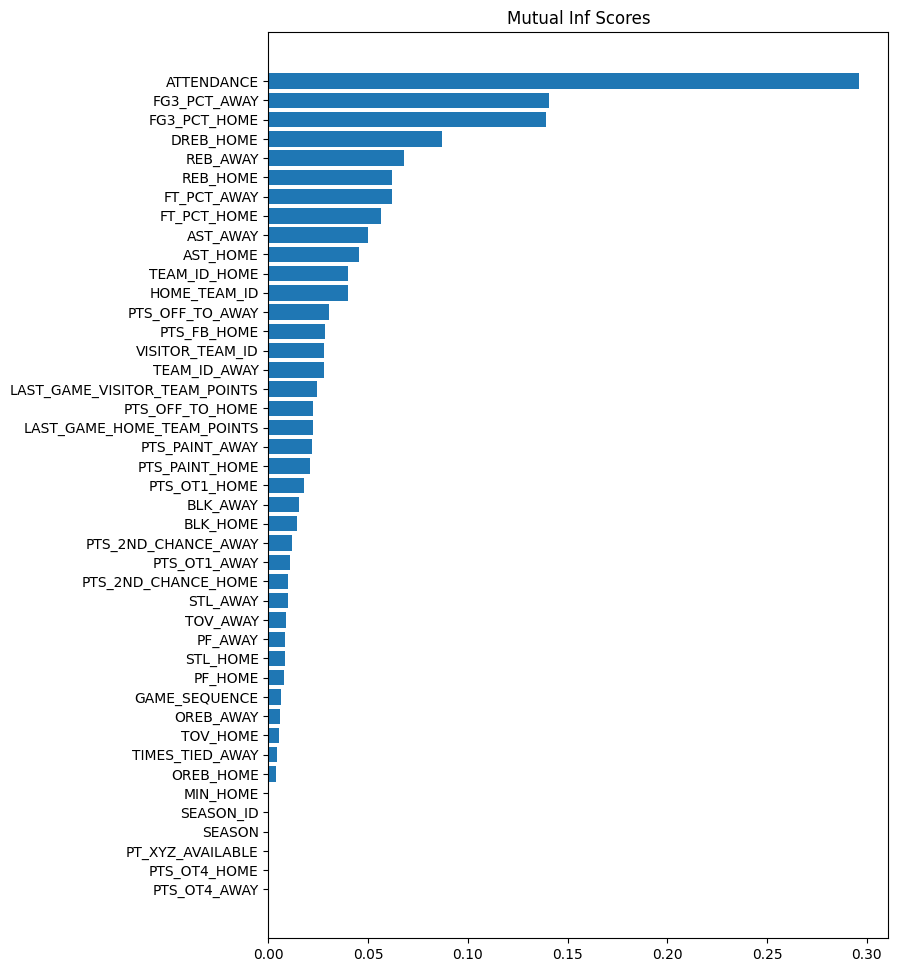 Mutual Inf Scores
ATTENDANCE
FG3_PCT_AWAY
FG3_PCT_HOME
DREB_HOME
REB_AWAY
REB_HOME
FT_PCT_AWAY
FT_PCT_HOME
AST_AWAY
AST_HOME
TEAM_ID_HOME
HOME_TEAM_ID
PTS_OFF_TO_AWAY
PTS_FB_HOME
VISITOR_TEAM_ID
TEAM_ID_AWAY
LAST_GAME_VISITOR_TEAM_POINTS
PTS_OFF_TO_HOME
LAST_GAME_HOME_TEAM_POINTS
PTS_PAINT_AWAY
PTS_PAINT_HOME
PTS_OT1_HOME
BLK_AWAY
BLK_HOME
PTS_2ND_CHANCE_AWAY
PTS_OT1_AWAY
PTS_2ND_CHANCE_HOME
STL_AWAY
TOV_AWAY
PF_AWAY
STL_HOME
PF_HOME
GAME_SEQUENCE
OREB_AWAY
TOV_HOME
TIMES_TIED_AWAY
OREB_HOME
MIN_HOME
SEASON_ID
SEASON
PT_XYZ_AVAILABLE
PTS_OT4_HOME
PTS_OT4_AWAY
0.00 0.05 0.10 0.15 0.20 0.25 0.30